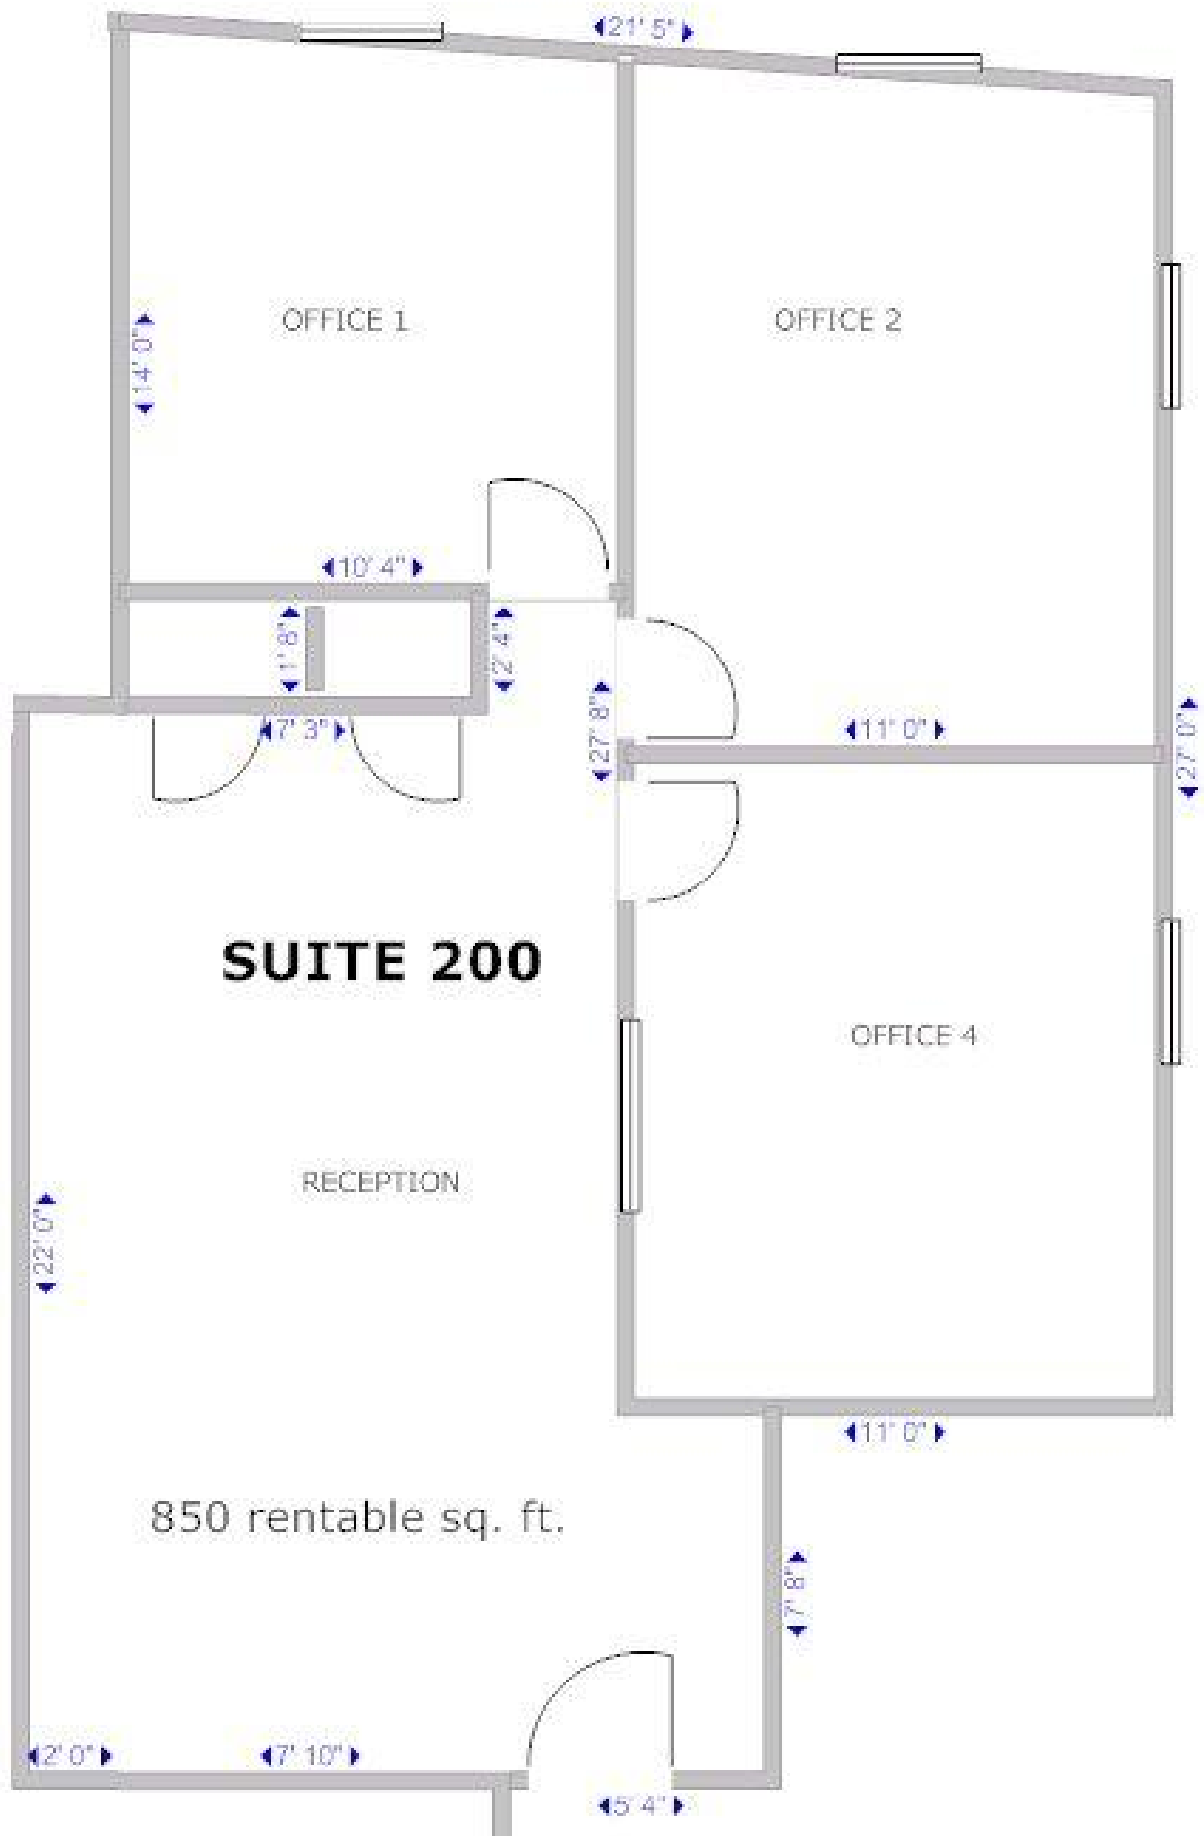 21' 5"
OFFICE 1
OFFICE 2
14' 0"
10' 4"
1' 8"
2' 4"
27' 8"
7' 3"
11' 0"
27' 0"
SUITE 200
OFFICE 4
RECEPTION
22' 0"
11' 0"
850 rentable sq. ft.
7' 8"
2' 0"
7' 10"
5' 4"